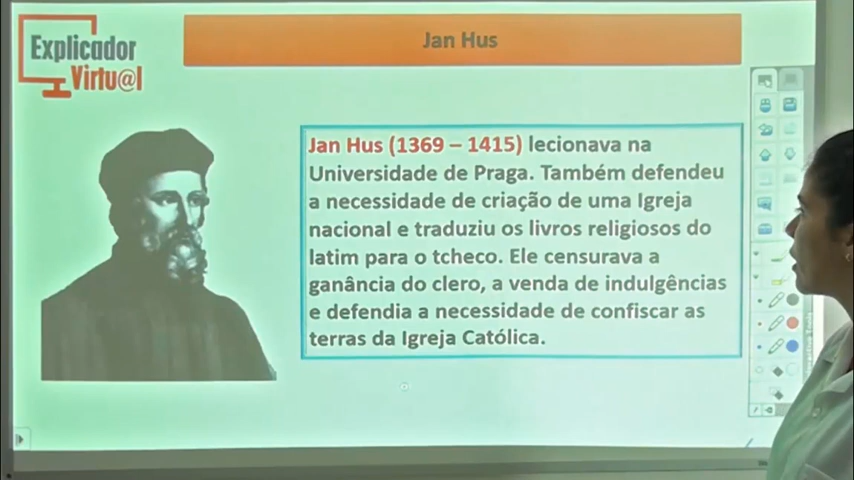 Explicador
Virtu@l
Jan Hus
Jan Hus (1369 – 1415) lecionava na
Universidade de Praga. Também defendeu
a necessidade de criação de uma Igreja
nacional e traduziu os livros religiosos do
latim para o tcheco. Ele censurava a
ganância do clero, a venda de indulgências
e defendia a necessidade de confiscar as
terras da Igreja Católica.